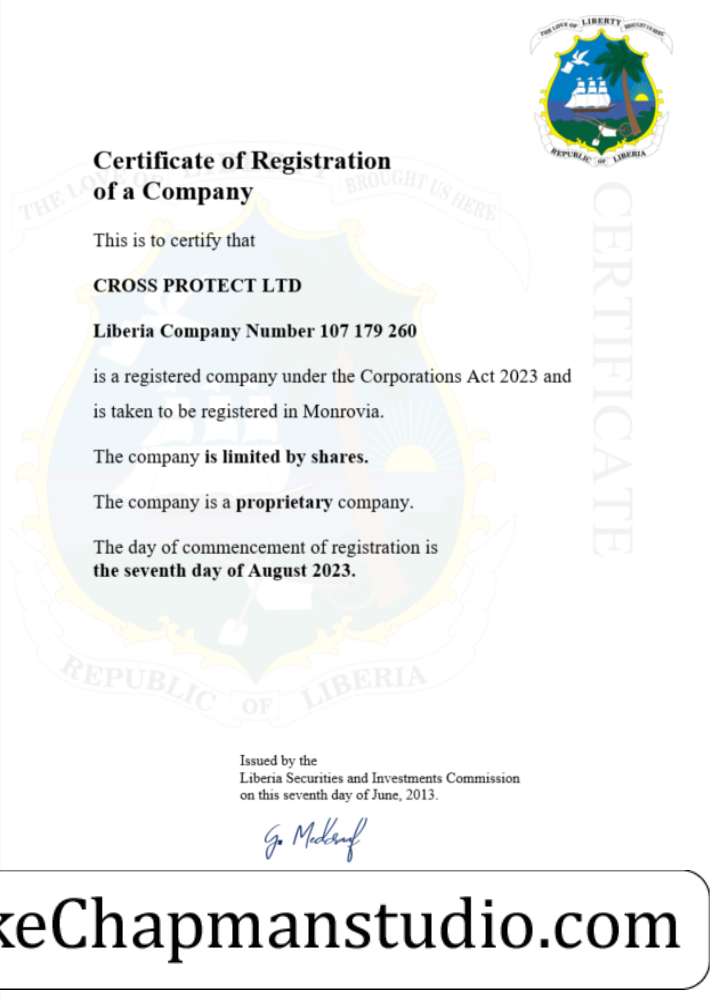 THE LOVE OF LIBERTY BROUGHT US HERE
REPUBLIC OF LIBERIA
Certificate of Registration
of a Company
This is to certify that
CROSS PROTECT LTD
Liberia Company Number 107 179 260
is a registered company under the Corporations Act 2023 and
is taken to be registered in Monrovia.
The company is limited by shares.
The company is a proprietary company.
The day of commencement of registration is
the seventh day of August 2023.
CERTIFICATE
THE LOVE OF LIBERTY BROUGHT US HERE
REPUBLIC OF LIBERIA
Issued by the
Liberia Securities and Investments Commission
on this seventh day of June, 2013.
keChapmanstudio.com